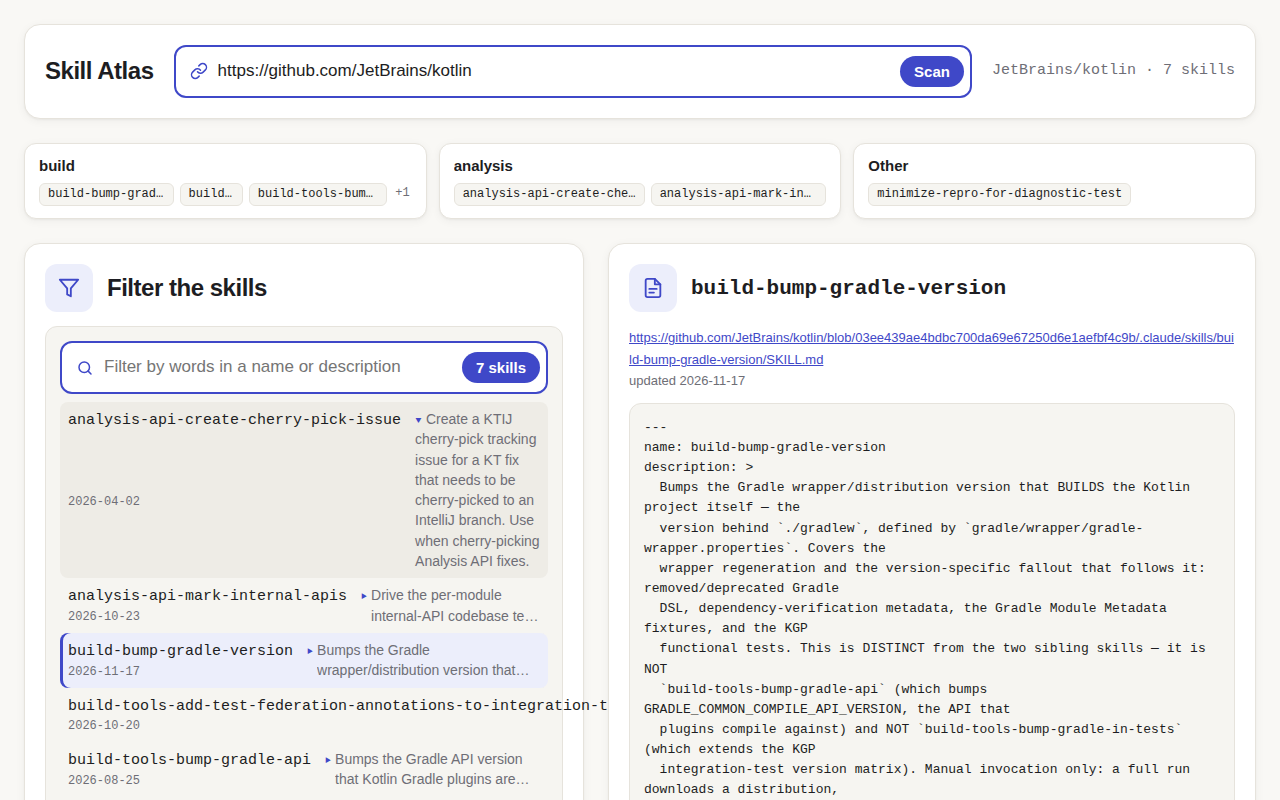 Skill Atlas
https://github.com/JetBrains/kotlin
Scan
JetBrains/kotlin · 7 skills
build
build-bump-grad…
build…
build-tools-bum…
+1
analysis
analysis-api-create-che…
analysis-api-mark-in…
Other
minimize-repro-for-diagnostic-test
Filter the skills
Filter by words in a name or description
7 skills
analysis-api-create-cherry-pick-issue
2026-04-02
Create a KTIJ
cherry-pick tracking
issue for a KT fix
that needs to be
cherry-picked to an
IntelliJ branch. Use
when cherry-picking
Analysis API fixes.
analysis-api-mark-internal-apis
2026-10-23
Drive the per-module
internal-API codebase te…
build-bump-gradle-version
2026-11-17
Bumps the Gradle
wrapper/distribution version that…
build-tools-add-test-federation-annotations-to-integration-t
2026-10-20
build-tools-bump-gradle-api
2026-08-25
Bumps the Gradle API version
that Kotlin Gradle plugins are…
build-bump-gradle-version
https://github.com/JetBrains/kotlin/blob/03ee439ae4bdbc700da69e67250d6e1aefbf4c9b/.claude/skills/bui
ld-bump-gradle-version/SKILL.md
updated 2026-11-17
---
name: build-bump-gradle-version
description: >
Bumps the Gradle wrapper/distribution version that BUILDS the Kotlin
project itself — the
version behind `./gradlew`, defined by `gradle/wrapper/gradle-
wrapper.properties`. Covers the
wrapper regeneration and the version-specific fallout that follows it:
removed/deprecated Gradle
DSL, dependency-verification metadata, the Gradle Module Metadata
fixtures, and the KGP
functional tests. This is DISTINCT from the two sibling skills — it is
NOT
`build-tools-bump-gradle-api` (which bumps
GRADLE_COMMON_COMPILE_API_VERSION, the API that
plugins compile against) and NOT `build-tools-bump-gradle-in-tests`
(which extends the KGP
integration-test version matrix). Manual invocation only: a full run
downloads a distribution,